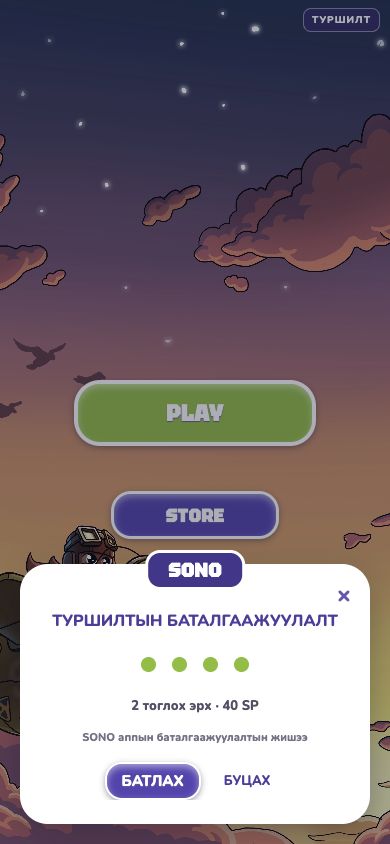 ТУРШИЛТ
PLAY
STORE
SONO
ТУРШИЛТЫН БАТАЛГААЖУУЛАЛТ
2 тоглох эрх · 40 SP
SONO аппын баталгаажуулалтын жишээ
БАТЛАХ БУЦАХ